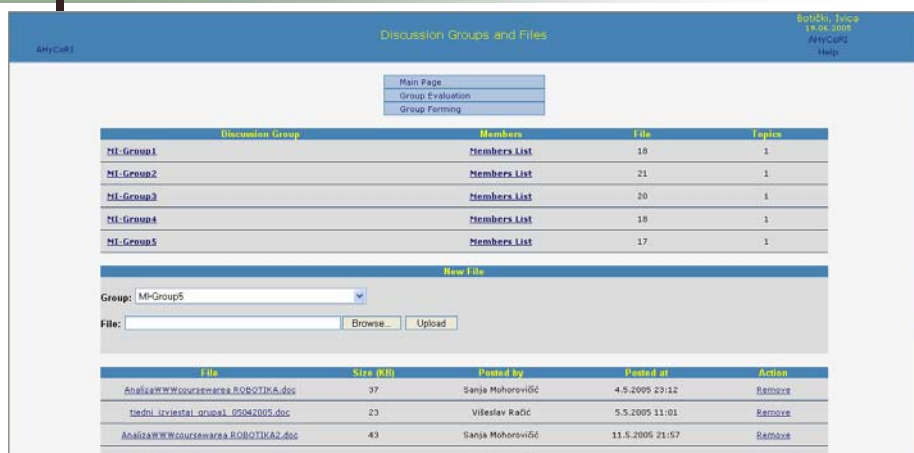 Botički, Ivica
19.06.2005
Discussion Groups and Files
AHyCoRI
AHyCoRI
Help
Main Page
Group Evaluation
Group Forming
Discussion Group Members File Topics
MI-Group1 Members List 18 1
MI-Group2 Members List 21 1
MI-Group3 Members List 20 1
MI-Group4 Members List 18 1
MI-Group5 Members List 17 1
New File
Group: MI-Group5
File: Browse... Upload
File Size (KB) Posted by Posted at Action
AnalizaWWWcoursewarea ROBOTIKA.doc 37 Sanja Mohorovičić 4.5.2005 23:12 Remove
tjedni_izvjestaj_grupa1_05042005.doc 23 Višeslav Račić 5.5.2005 11:01 Remove
AnalizaWWWcoursewarea ROBOTIKA2.doc 43 Sanja Mohorovičić 11.5.2005 21:57 Remove